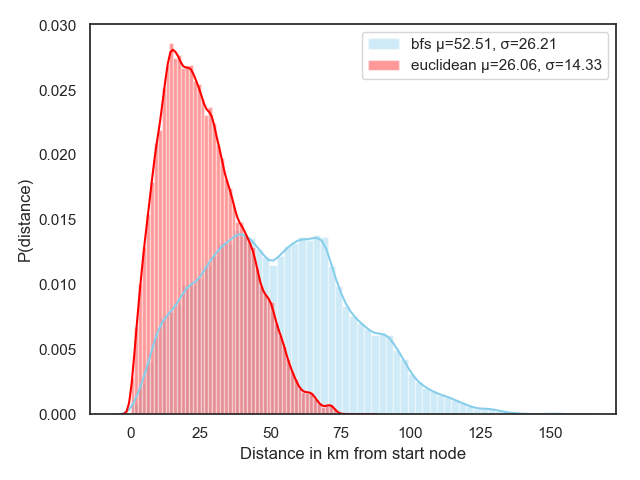 bfs μ=52.51, σ=26.21
euclidean μ=26.06, σ=14.33
P(distance)
0.030
0.025
0.020
0.015
0.010
0.005
0.000
0 25 50 75 100 125 150
Distance in km from start node